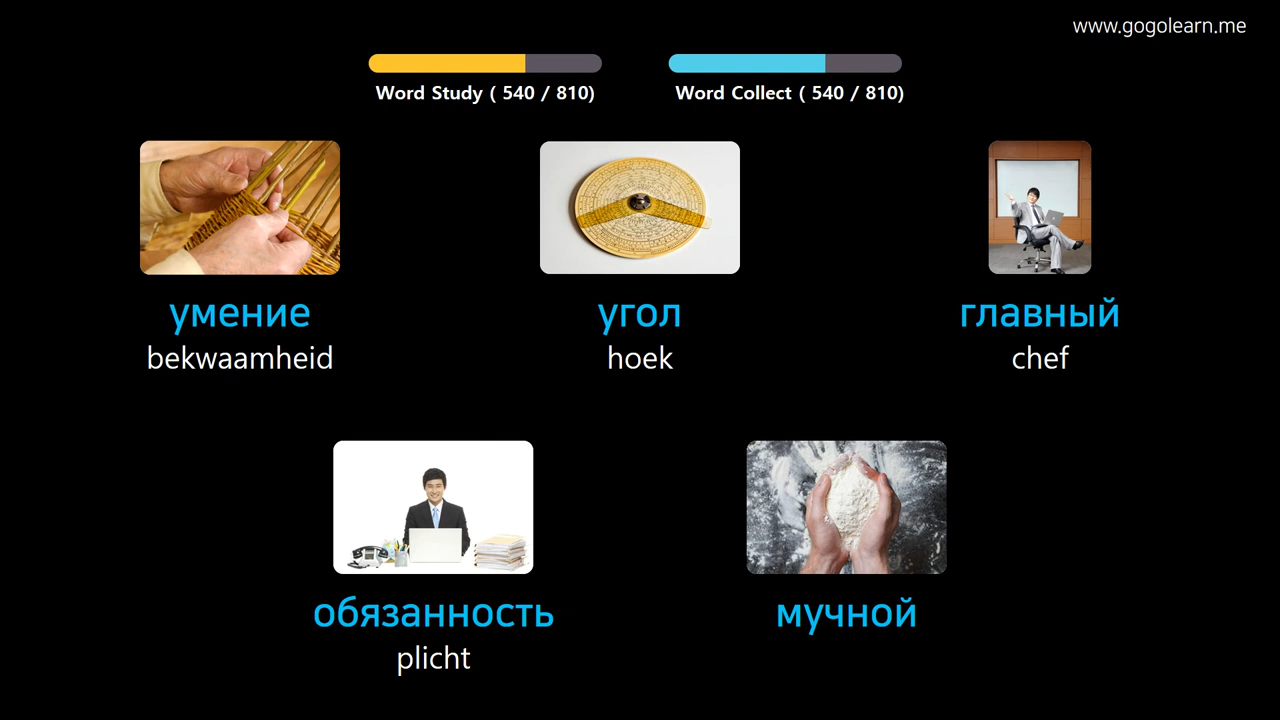 www.gogolearn.me
Word Study ( 540 / 810)
Word Collect ( 540 / 810)
умение
bekwaamheid
угол
hoek
главный
chef
обязанность
plicht
мучной